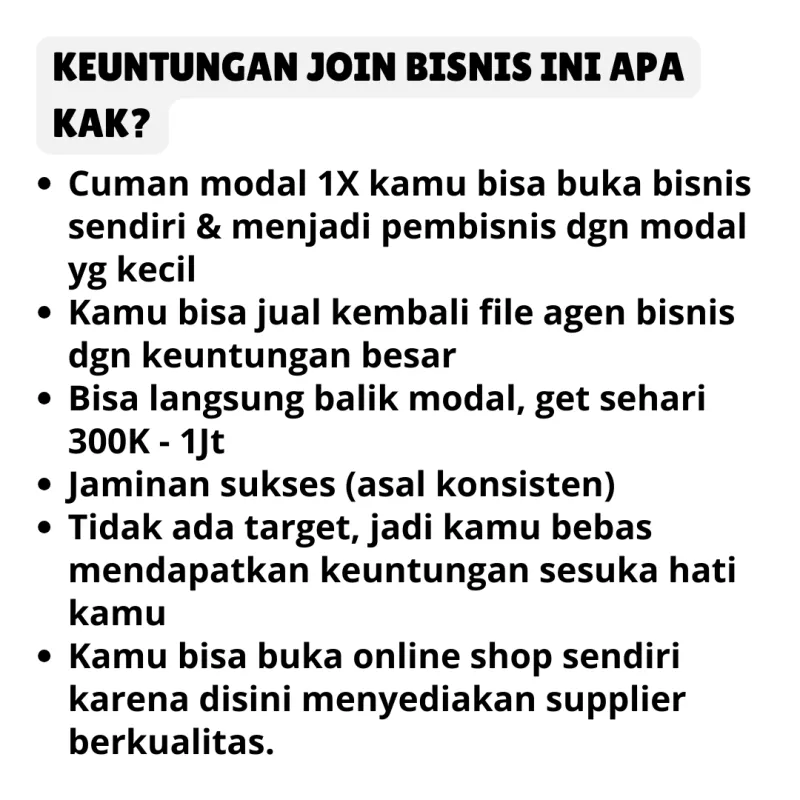 KEUNTUNGAN JOIN BISNIS INI APA
KAK?
• Cuman modal 1X kamu bisa buka bisnis
sendiri & menjadi pembisnis dgn modal
yg kecil
• Kamu bisa jual kembali file agen bisnis
dgn keuntungan besar
• Bisa langsung balik modal, get sehari
300K - 1Jt
• Jaminan sukses (asal konsisten)
• Tidak ada target, jadi kamu bebas
mendapatkan keuntungan sesuka hati
kamu
• Kamu bisa buka online shop sendiri
karena disini menyediakan supplier
berkualitas.